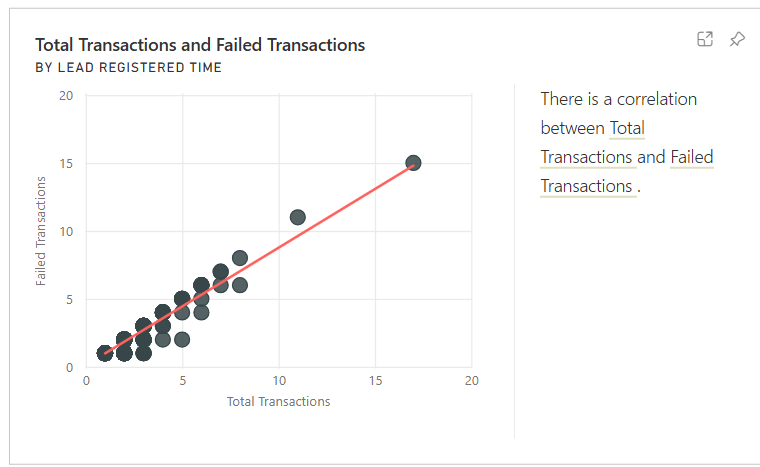 Total Transactions and Failed Transactions
BY LEAD REGISTERED TIME
20
15
10
5
0
Failed Transactions
0 5 10 15 20
Total Transactions
There is a correlation
between Total
Transactions and Failed
Transactions .